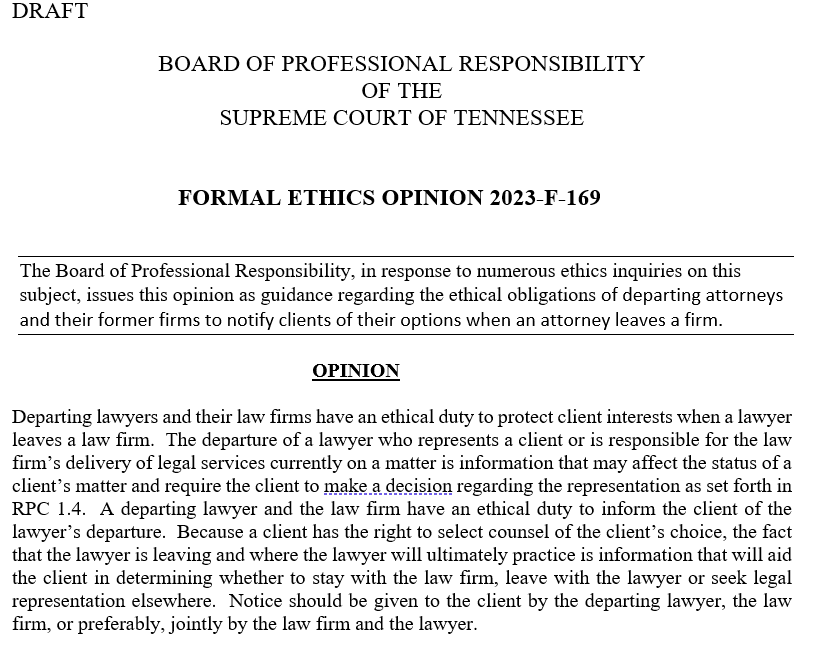 DRAFT
BOARD OF PROFESSIONAL RESPONSIBILITY
OF THE
SUPREME COURT OF TENNESSEE
FORMAL ETHICS OPINION 2023-F-169
The Board of Professional Responsibility, in response to numerous ethics inquiries on this
subject, issues this opinion as guidance regarding the ethical obligations of departing attorneys
and their former firms to notify clients of their options when an attorney leaves a firm.
OPINION
Departing lawyers and their law firms have an ethical duty to protect client interests when a lawyer
leaves a law firm.  The departure of a lawyer who represents a client or is responsible for the law
firm's delivery of legal services currently on a matter is information that may affect the status of a
client's matter and require the client to make a decision regarding the representation as set forth in
RPC 1.4.  A departing lawyer and the law firm have an ethical duty to inform the client of the
lawyer's departure.  Because a client has the right to select counsel of the client's choice, the fact
that the lawyer is leaving and where the lawyer will ultimately practice is information that will aid
the client in determining whether to stay with the law firm, leave with the lawyer or seek legal
representation elsewhere.  Notice should be given to the client by the departing lawyer, the law
firm, or preferably, jointly by the law firm and the lawyer.